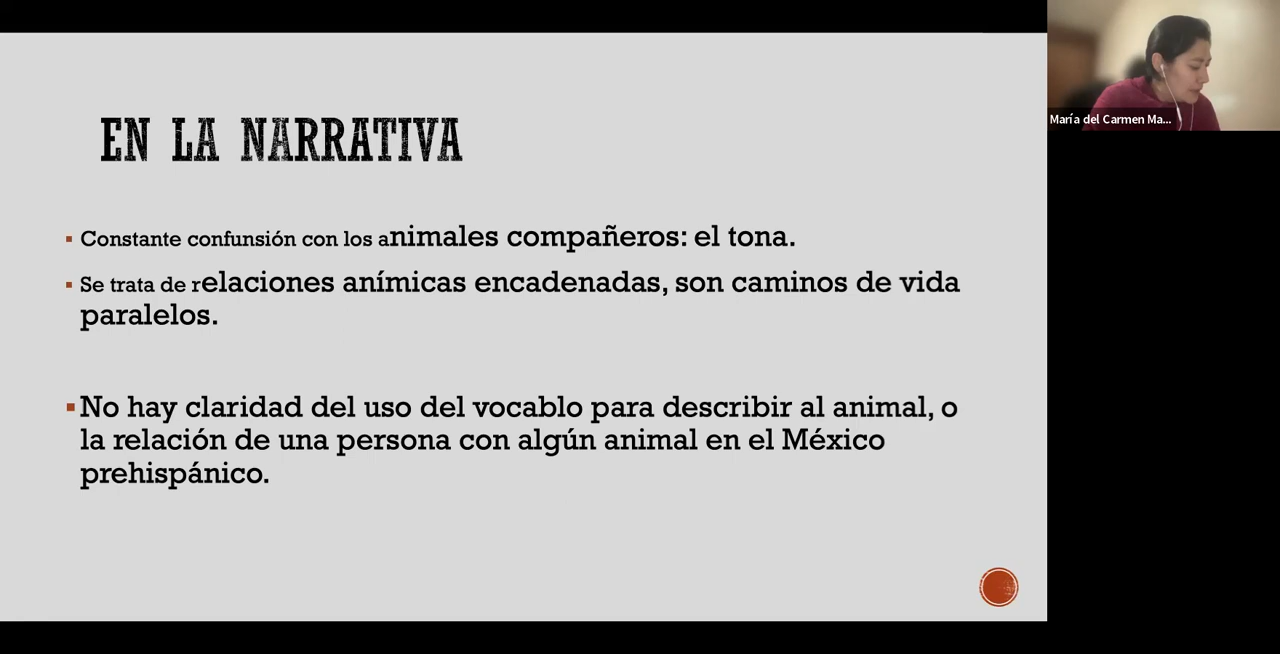 EN LA NARRATIVA
Constante confunsión con los animales compañeros: el tona.
Se trata de relaciones anímicas encadenadas, son caminos de vida
paralelos.
No hay claridad del uso del vocablo para describir al animal, o
la relación de una persona con algún animal en el México
prehispánico.
María del Carmen Ma...